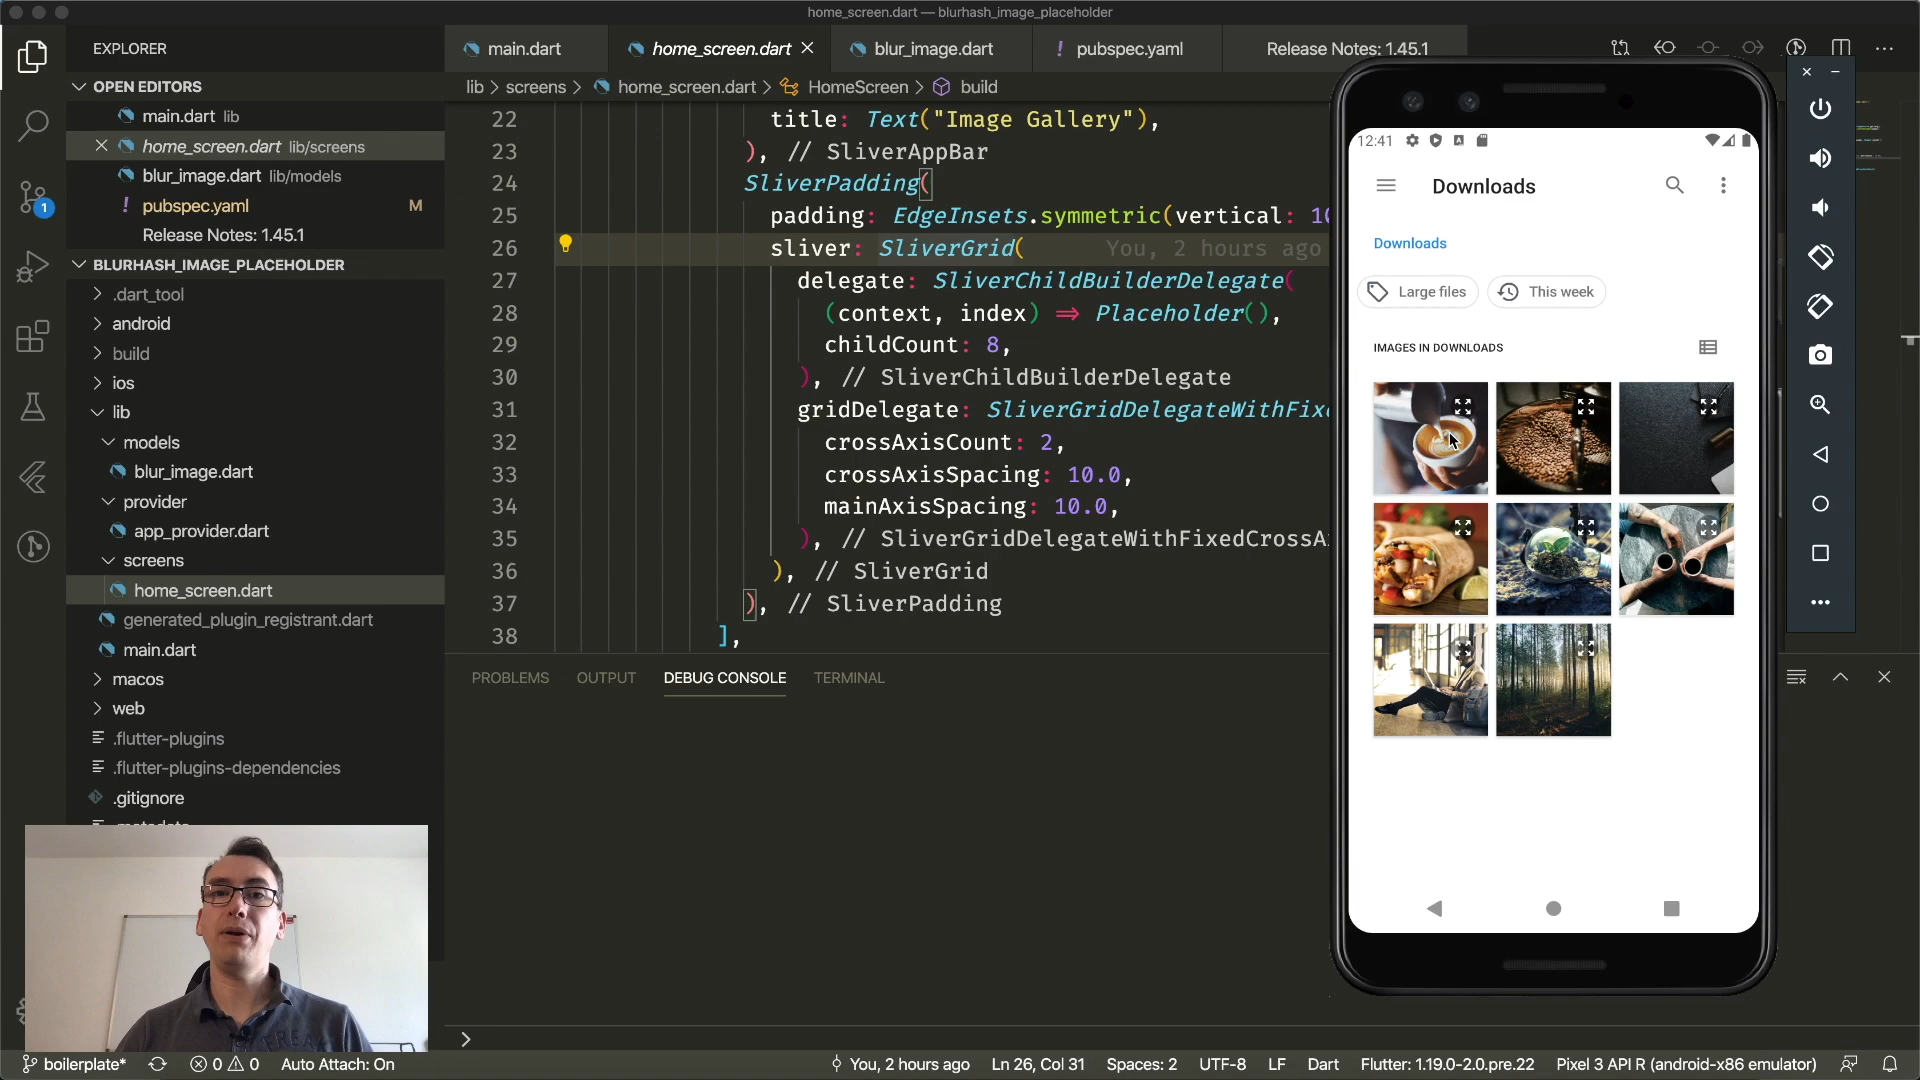 home_screen.dart — blurhash_image_placeholder
EXPLORER
main.dart
home_screen.dart
blur_image.dart
! pubspec.yaml
Release Notes: 1.45.1
OPEN EDITORS
main.dart lib
home_screen.dart lib/screens
blur_image.dart lib/models
! pubspec.yaml M
Release Notes: 1.45.1
BLURHASH_IMAGE_PLACEHOLDER
.dart_tool
android
build
ios
lib
models
blur_image.dart
provider
app_provider.dart
screens
home_screen.dart
generated_plugin_registrant.dart
main.dart
macos
web
.flutter-plugins
.flutter-plugins-dependencies
.gitignore
.metadata
1
lib > screens > home_screen.dart > HomeScreen > build
22 title: Text("Image Gallery"),
23 ), // SliverAppBar
24 SliverPadding(
25 padding: EdgeInsets.symmetric(vertical: 10
26 sliver: SliverGrid( You, 2 hours ago
27 delegate: SliverChildBuilderDelegate(
28 (context, index) => Placeholder(),
29 childCount: 8,
30 ), // SliverChildBuilderDelegate
31 gridDelegate: SliverGridDelegateWithFixe
32 crossAxisCount: 2,
33 crossAxisSpacing: 10.0,
34 mainAxisSpacing: 10.0,
35 ), // SliverGridDelegateWithFixedCrossA
36 ), // SliverGrid
37 ), // SliverPadding
38 ],
PROBLEMS OUTPUT DEBUG CONSOLE TERMINAL
12:41
Downloads
Downloads
Large files
This week
IMAGES IN DOWNLOADS
boilerplate* 0 0 Auto Attach: On You, 2 hours ago Ln 26, Col 31 Spaces: 2 UTF-8 LF Dart Flutter: 1.19.0-2.0.pre.22 Pixel 3 API R (android-x86 emulator)